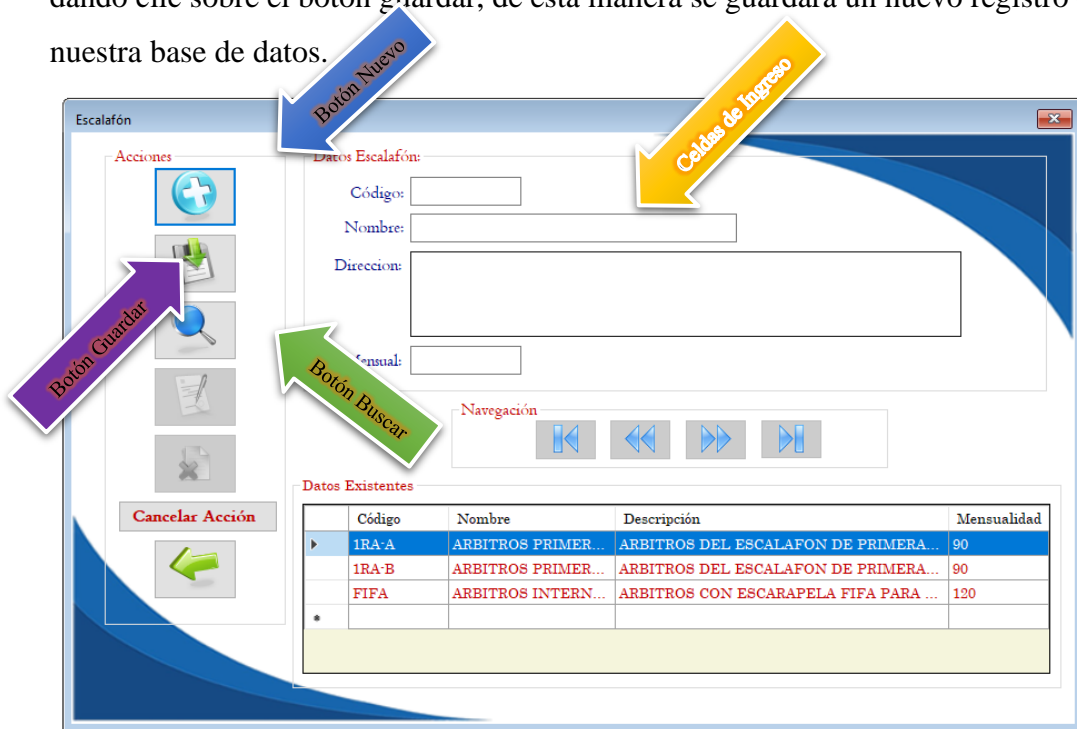 dando clic sobre el botón guardar, de esta manera se guardará un nuevo registro
nuestra base de datos.
Botón Nuevo
Celdas de Ingreso
Escalafón
Acciones
Datos Escalafón:
Código:
Nombre:
Direccion:
Botón Guardar
Botón Buscar
Mensual:
Navegación
Datos Existentes
Cancelar Acción
Código Nombre Descripción Mensualidad
1RA-A ARBITROS PRIMER... ARBITROS DEL ESCALAFON DE PRIMERA... 90
1RA-B ARBITROS PRIMER... ARBITROS DEL ESCALAFON DE PRIMERA... 90
FIFA ARBITROS INTERN... ARBITROS CON ESCARAPELA FIFA PARA ... 120